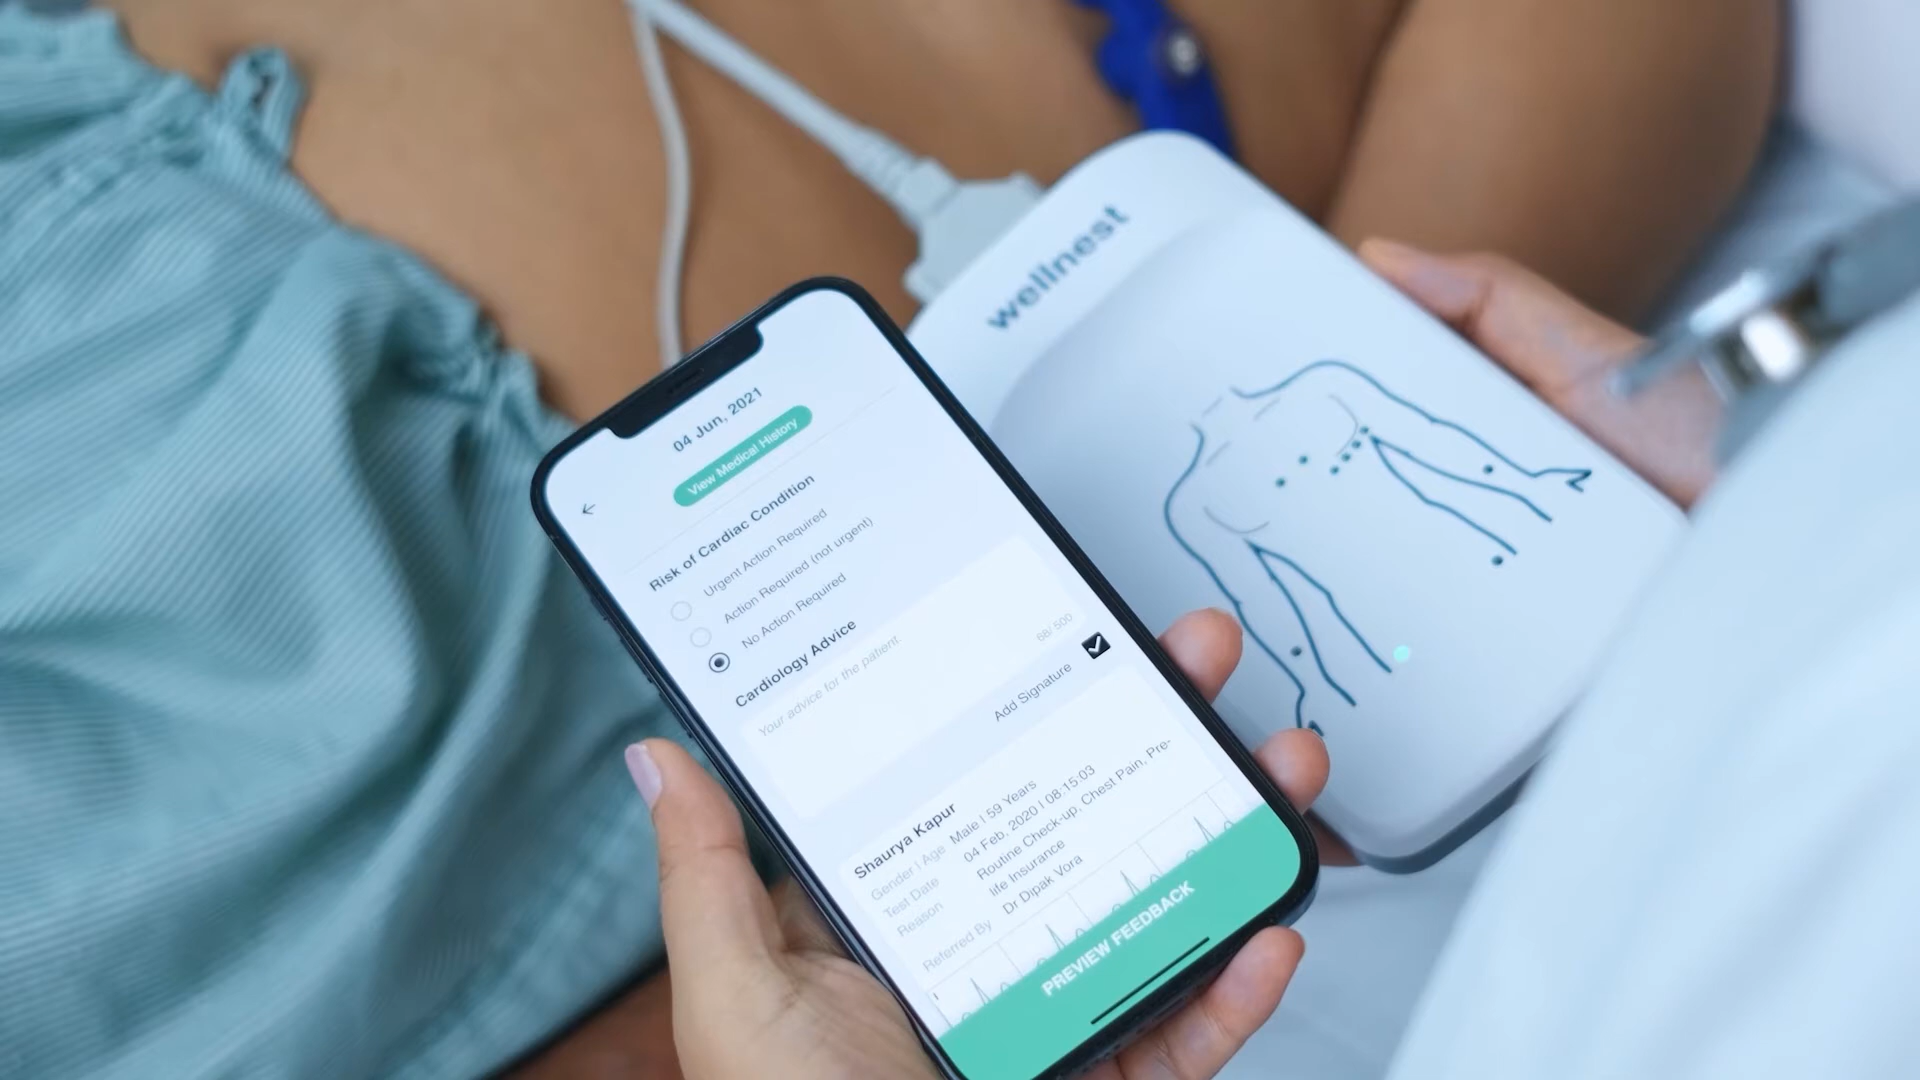 wellnest
04 Jun, 2021
View Medical History
Risk of Cardiac Condition
Urgent Action Required
Action Required (not urgent)
No Action Required
Cardiology Advice
Your advice for the patient.
68/ 500
Add Signature
Shaurya Kapur
Gender | Age Male | 59 Years
Test Date 04 Feb, 2020 | 08:15:03
Reason Routine Check-up, Chest Pain, Pre-
life Insurance
Referred By Dr Dipak Vora
PREVIEW FEEDBACK